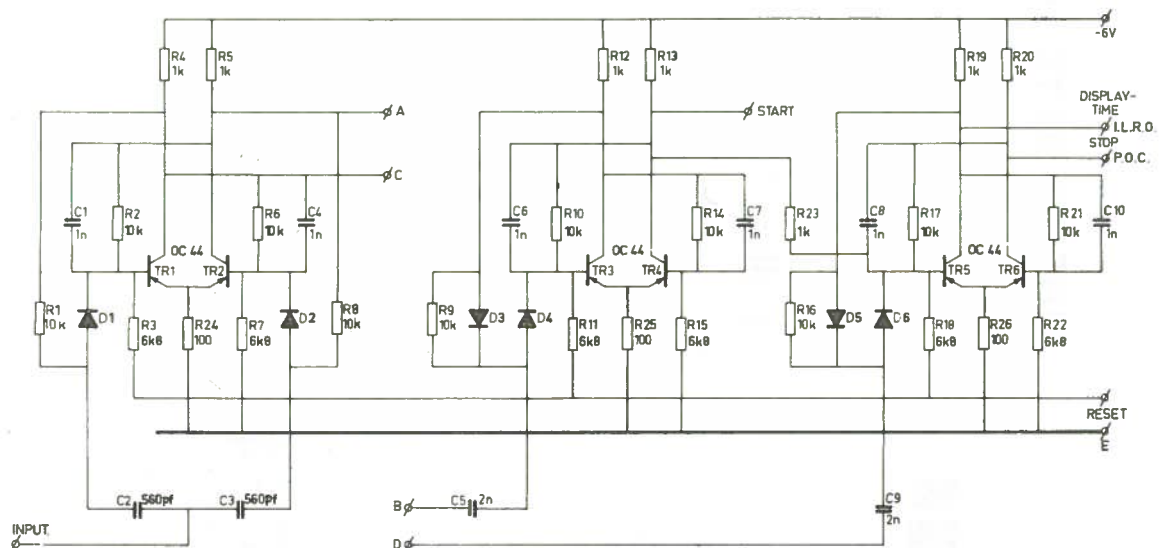 -6V
R4
1k
R5
1k
R12
1k
R13
1k
R19
1k
R20
1k
A
START
DISPLAY-
TIME
I.L.R.O.
STOP
P.O.C.
C
C1
1n
R2
10k
R6
10k
C4
1n
C6
1n
R10
10k
R14
10k
C7
1n
R23
1k
C8
1n
R17
10k
R21
10k
C10
1n
OC 44
TR1
TR2
OC 44
TR3
TR4
OC 44
TR5
TR6
R1
10k
D1
R3
6k8
R24
100
R7
6k8
D2
R8
10k
R9
10k
D3
D4
R11
6k8
R25
100
R15
6k8
R16
10k
D5
D6
R18
6k8
R26
100
R22
6k8
RESET
E
C2 560pf
C3 560pf
B
C5 2n
C9
2n
INPUT
D